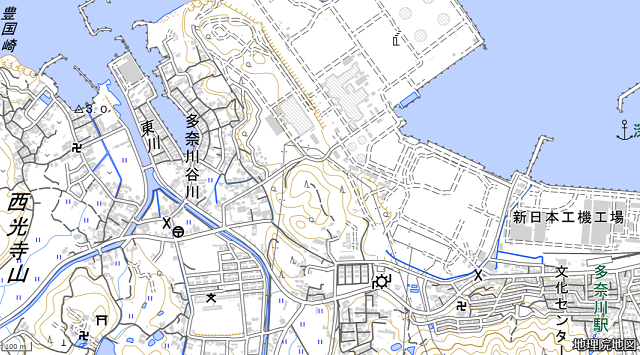 豊国崎
3.0
東川
多奈川谷川
西光寺山
新日本工機工場
文化センタ
多奈川駅
深
100 m
地理院地図